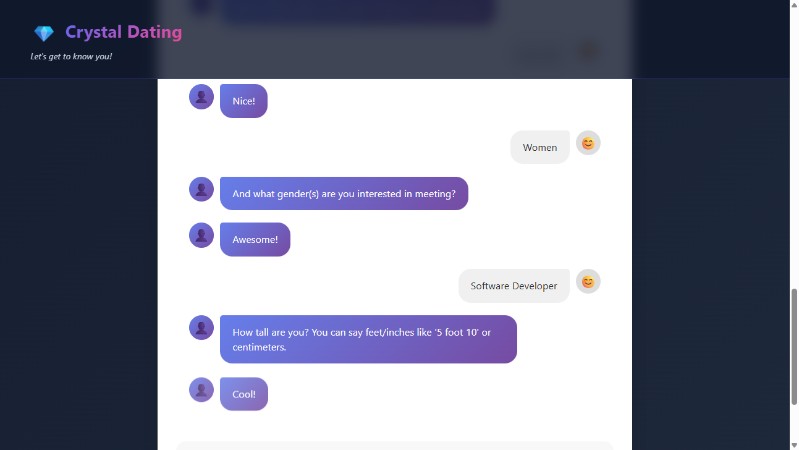 Crystal Dating
Let's get to know you!
Nice!
Women
And what gender(s) are you interested in meeting?
Awesome!
Software Developer
How tall are you? You can say feet/inches like '5 foot 10' or
centimeters.
Cool!